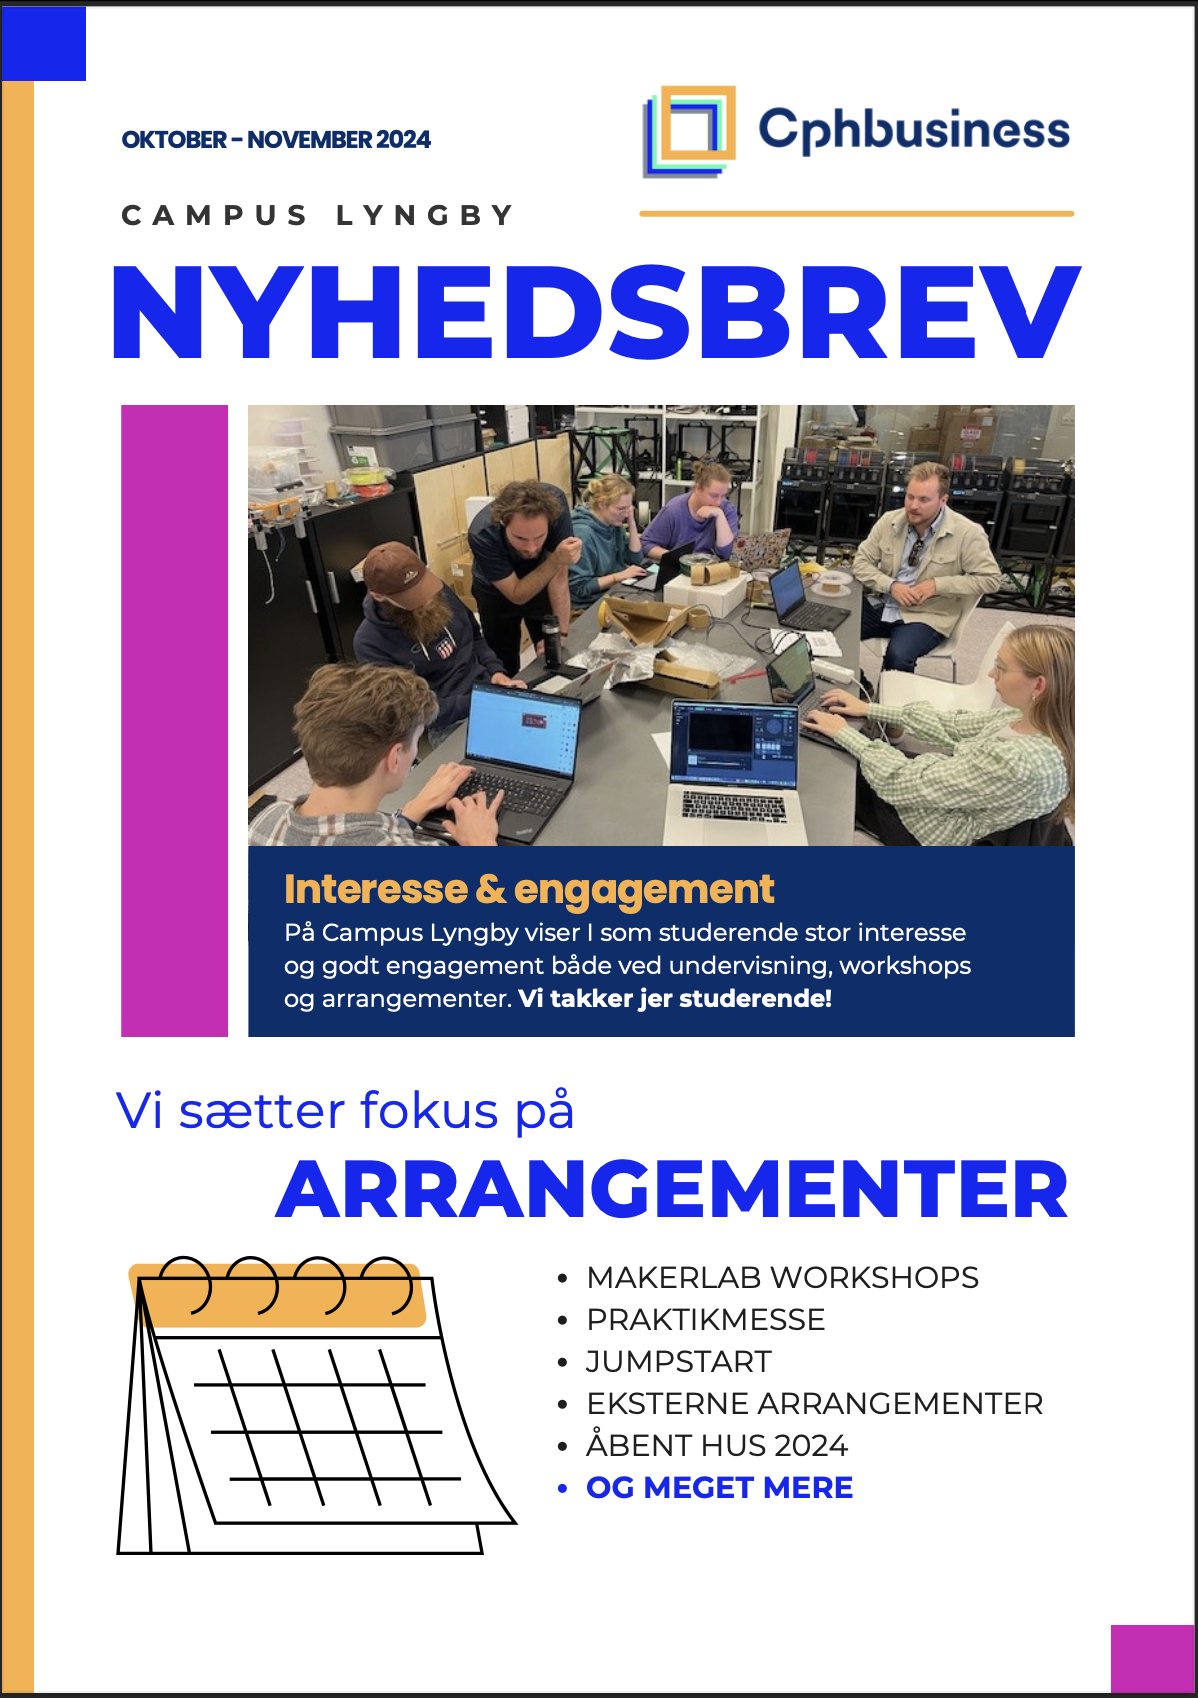 OKTOBER – NOVEMBER 2024
Cphbusiness
CAMPUS LYNGBY
NYHEDSBREV
Interesse & engagement
På Campus Lyngby viser I som studerende stor interesse
og godt engagement både ved undervisning, workshops
og arrangementer. Vi takker jer studerende!
Vi sætter fokus på
ARRANGEMENTER
• MAKERLAB WORKSHOPS
• PRAKTIKMESSE
• JUMPSTART
• EKSTERNE ARRANGEMENTER
• ÅBENT HUS 2024
• OG MEGET MERE